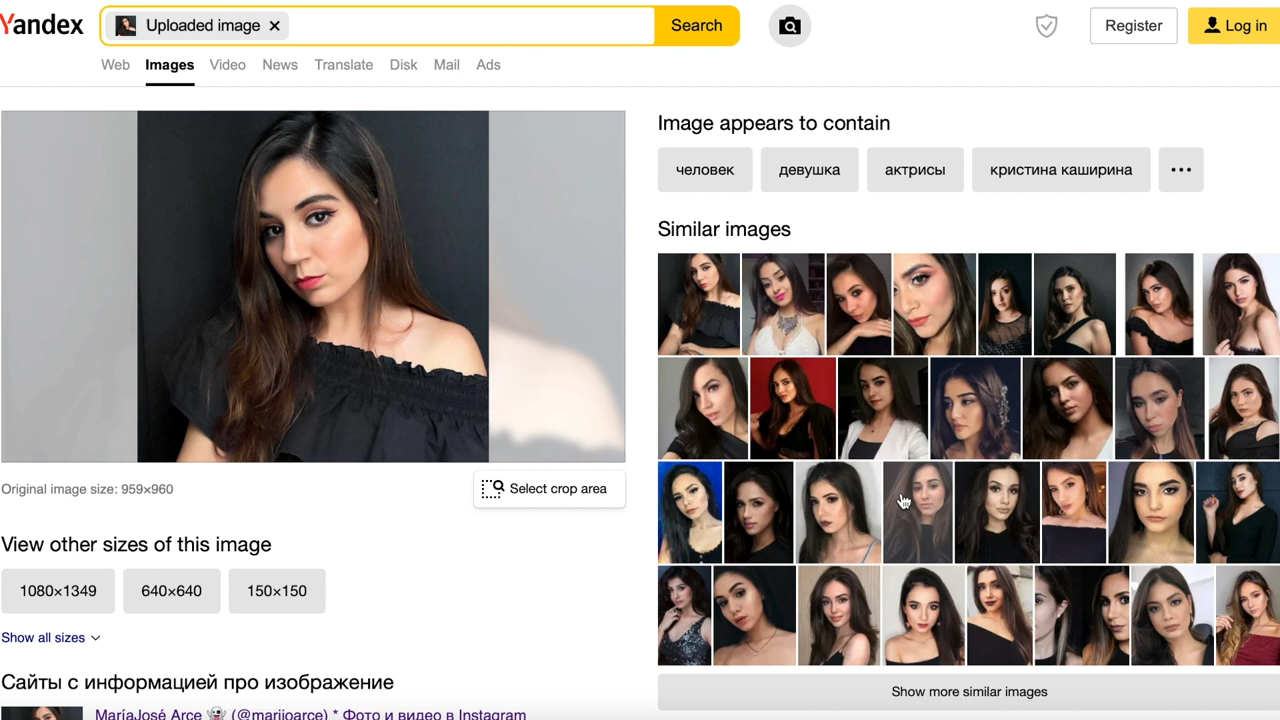 Yandex
Uploaded image ×
Search
Register
Log in
Web Images Video News Translate Disk Mail Ads
Image appears to contain
человек девушка актрисы кристина каширина •••
Similar images
Original image size: 959×960
Select crop area
View other sizes of this image
1080×1349 640×640 150×150
Show all sizes
Сайты с информацией про изображение
MaríaJosé Arce 👻 (@marijoarce) * Фото и видео в Instagram
Show more similar images